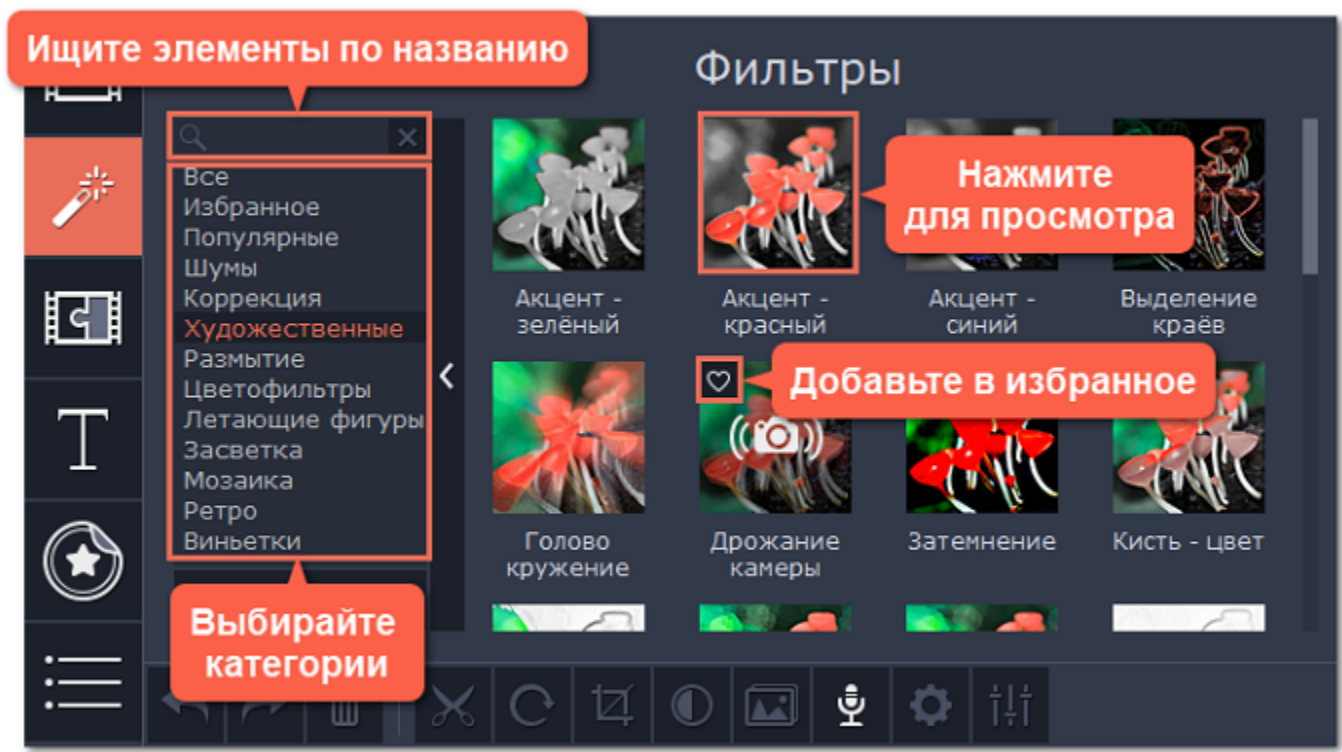 Ищите элементы по названию
Фильтры
Все
Избранное
Популярные
Шумы
Коррекция
Художественные
Размытие
Цветофильтры
Летающие фигуры
Засветка
Мозаика
Ретро
Виньетки
Выбирайте
категории
Нажмите
для просмотра
Акцент -
зелёный
Акцент -
красный
Акцент -
синий
Выделение
краёв
Добавьте в избранное
Голово
кружение
Дрожание
камеры
Затемнение
Кисть - цвет